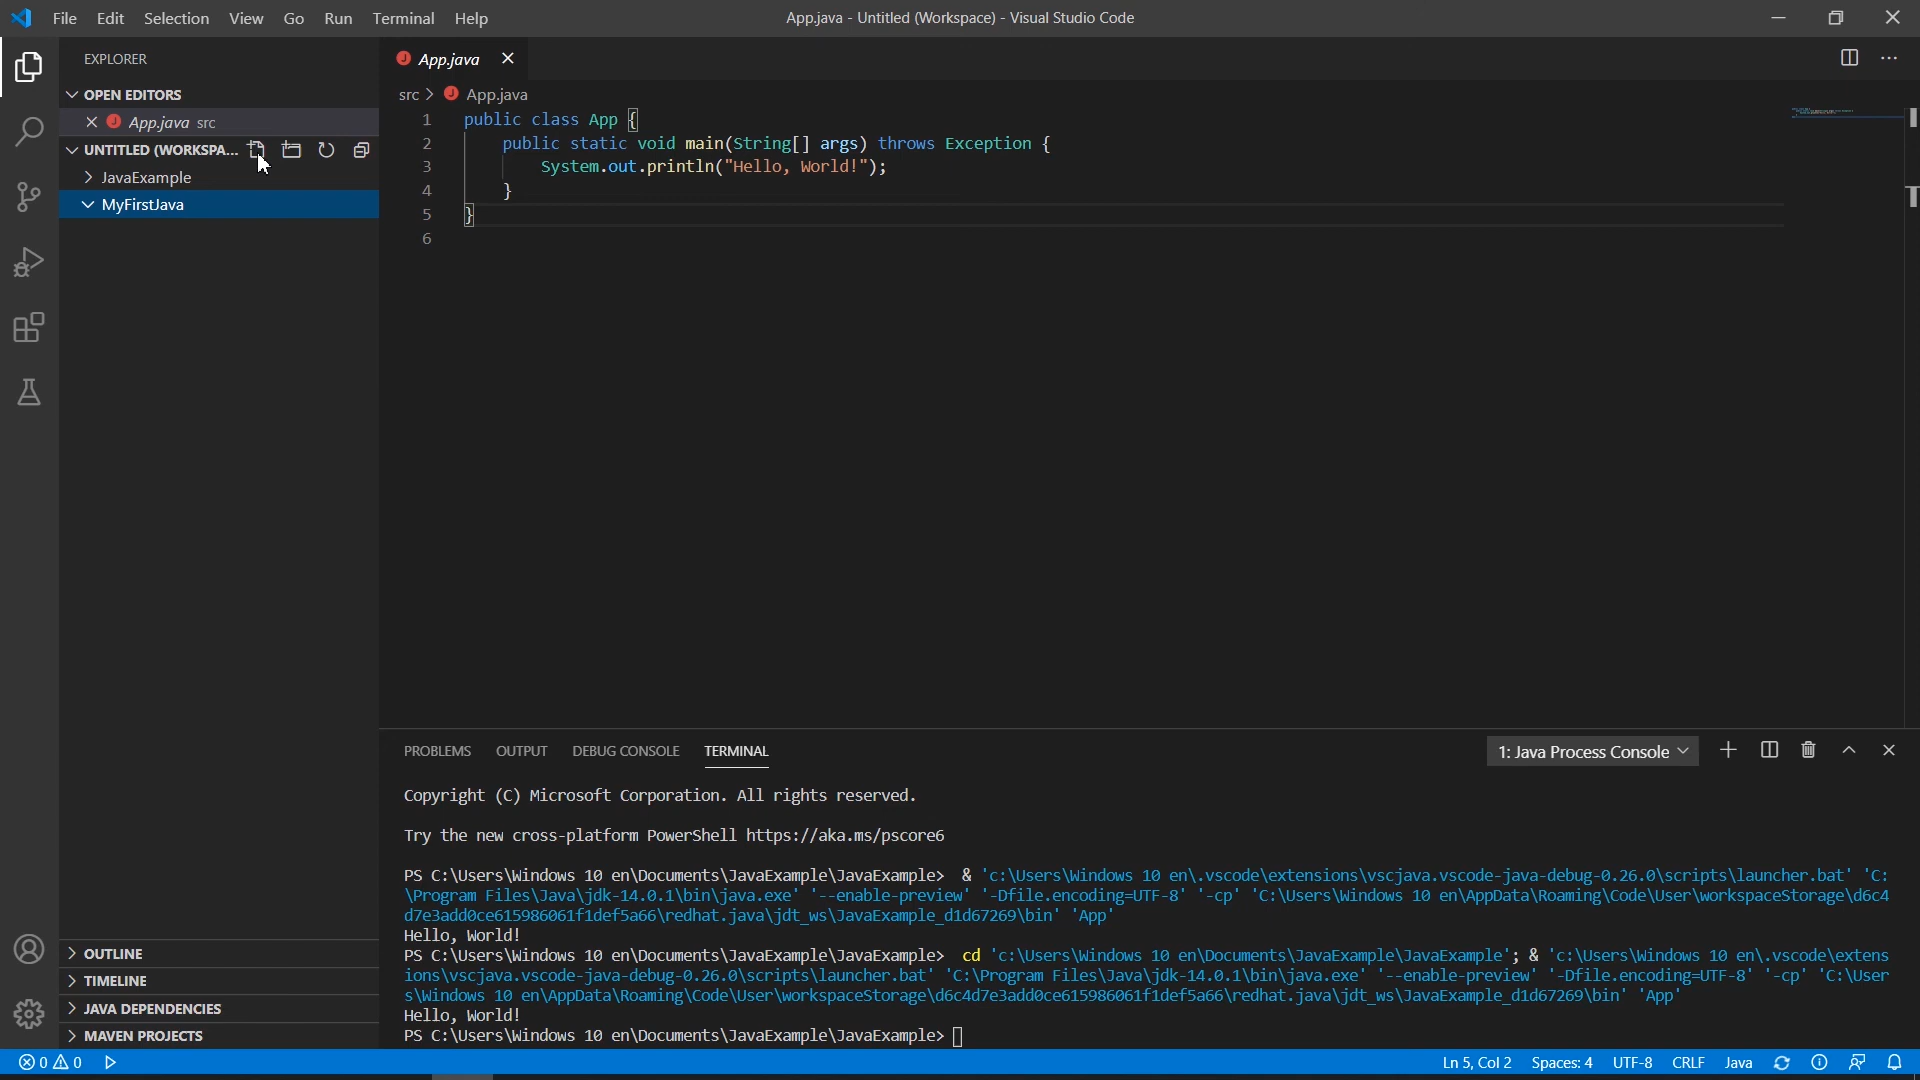 File Edit Selection View Go Run Terminal Help
App.java - Untitled (Workspace) - Visual Studio Code
EXPLORER
OPEN EDITORS
App.java src
UNTITLED (WORKSPA...
JavaExample
MyFirstJava
OUTLINE
TIMELINE
JAVA DEPENDENCIES
MAVEN PROJECTS
App.java
src > App.java
1 public class App {
2 public static void main(String[] args) throws Exception {
3 System.out.println("Hello, World!");
4 }
5 }
6
PROBLEMS OUTPUT DEBUG CONSOLE TERMINAL
1: Java Process Console
Copyright (C) Microsoft Corporation. All rights reserved.
Try the new cross-platform PowerShell https://aka.ms/pscore6
PS C:\Users\Windows 10 en\Documents\JavaExample\JavaExample> & 'c:\Users\Windows 10 en\.vscode\extensions\vscjava.vscode-java-debug-0.26.0\scripts\launcher.bat' 'C:
\Program Files\Java\jdk-14.0.1\bin\java.exe' '--enable-preview' '-Dfile.encoding=UTF-8' '-cp' 'C:\Users\Windows 10 en\AppData\Roaming\Code\User\workspaceStorage\d6c4
d7e3add0ce615986061f1def5a66\redhat.java\jdt_ws\JavaExample_d1d67269\bin' 'App'
Hello, World!
PS C:\Users\Windows 10 en\Documents\JavaExample\JavaExample> cd 'c:\Users\Windows 10 en\Documents\JavaExample\JavaExample'; & 'c:\Users\Windows 10 en\.vscode\extens
ions\vscjava.vscode-java-debug-0.26.0\scripts\launcher.bat' 'C:\Program Files\Java\jdk-14.0.1\bin\java.exe' '--enable-preview' '-Dfile.encoding=UTF-8' '-cp' 'C:\User
s\Windows 10 en\AppData\Roaming\Code\User\workspaceStorage\d6c4d7e3add0ce615986061f1def5a66\redhat.java\jdt_ws\JavaExample_d1d67269\bin' 'App'
Hello, World!
PS C:\Users\Windows 10 en\Documents\JavaExample\JavaExample>
0 0
Ln 5, Col 2 Spaces: 4 UTF-8 CRLF Java